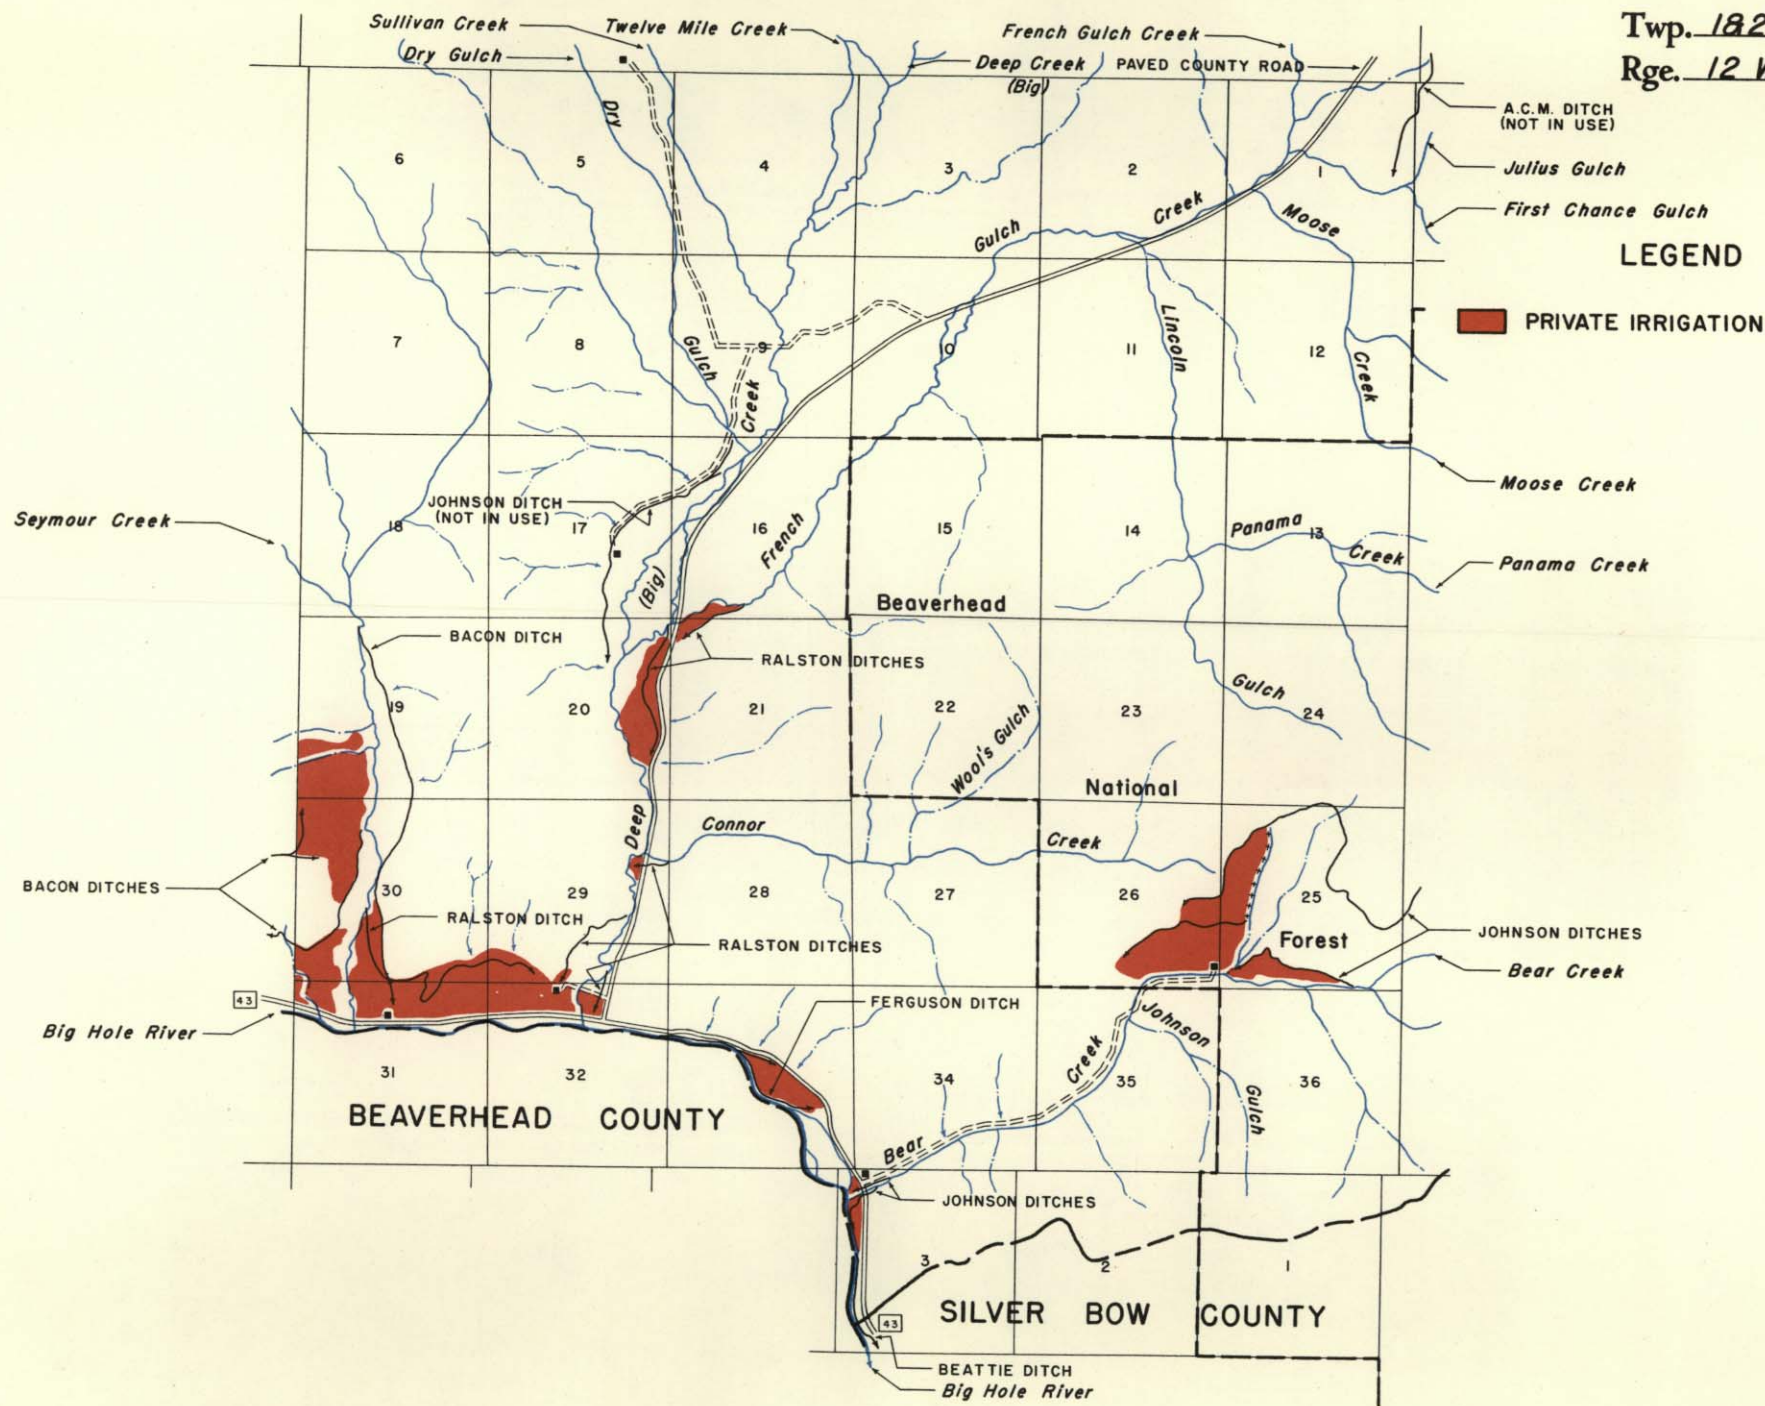 Twp. 1&2
Rge. 12 W
Sullivan Creek
Twelve Mile Creek
French Gulch Creek
Dry Gulch
Deep Creek
(Big)
PAVED COUNTY ROAD
A.C.M. DITCH
(NOT IN USE)
Julius Gulch
First Chance Gulch
LEGEND
PRIVATE IRRIGATION
Dry
6
5
4
3
2
1
Gulch
Creek
Moose
7
8
9
10
11
12
Gulch
Creek
Lincoln
Creek
Moose Creek
JOHNSON DITCH
(NOT IN USE)
Seymour Creek
18
17
16
15
14
13
French
Panama
Creek
Panama Creek
(Big)
Beaverhead
BACON DITCH
RALSTON DITCHES
19
20
21
22
23
24
Gulch
Wool's Gulch
National
Deep
Connor
Creek
BACON DITCHES
30
29
28
27
26
25
RALSTON DITCH
RALSTON DITCHES
Forest
JOHNSON DITCHES
Bear Creek
43
FERGUSON DITCH
Big Hole River
Johnson
Creek
31
32
34
35
36
Gulch
BEAVERHEAD COUNTY
Bear
JOHNSON DITCHES
3
2
1
SILVER BOW COUNTY
43
BEATTIE DITCH
Big Hole River